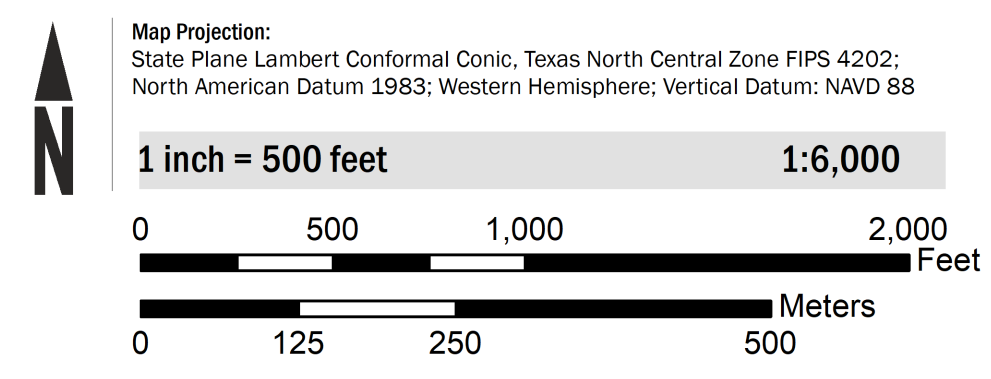 N
Map Projection:
State Plane Lambert Conformal Conic, Texas North Central Zone FIPS 4202;
North American Datum 1983; Western Hemisphere; Vertical Datum: NAVD 88
1 inch = 500 feet 1:6,000
0 500 1,000 2,000
Feet
Meters
0 125 250 500